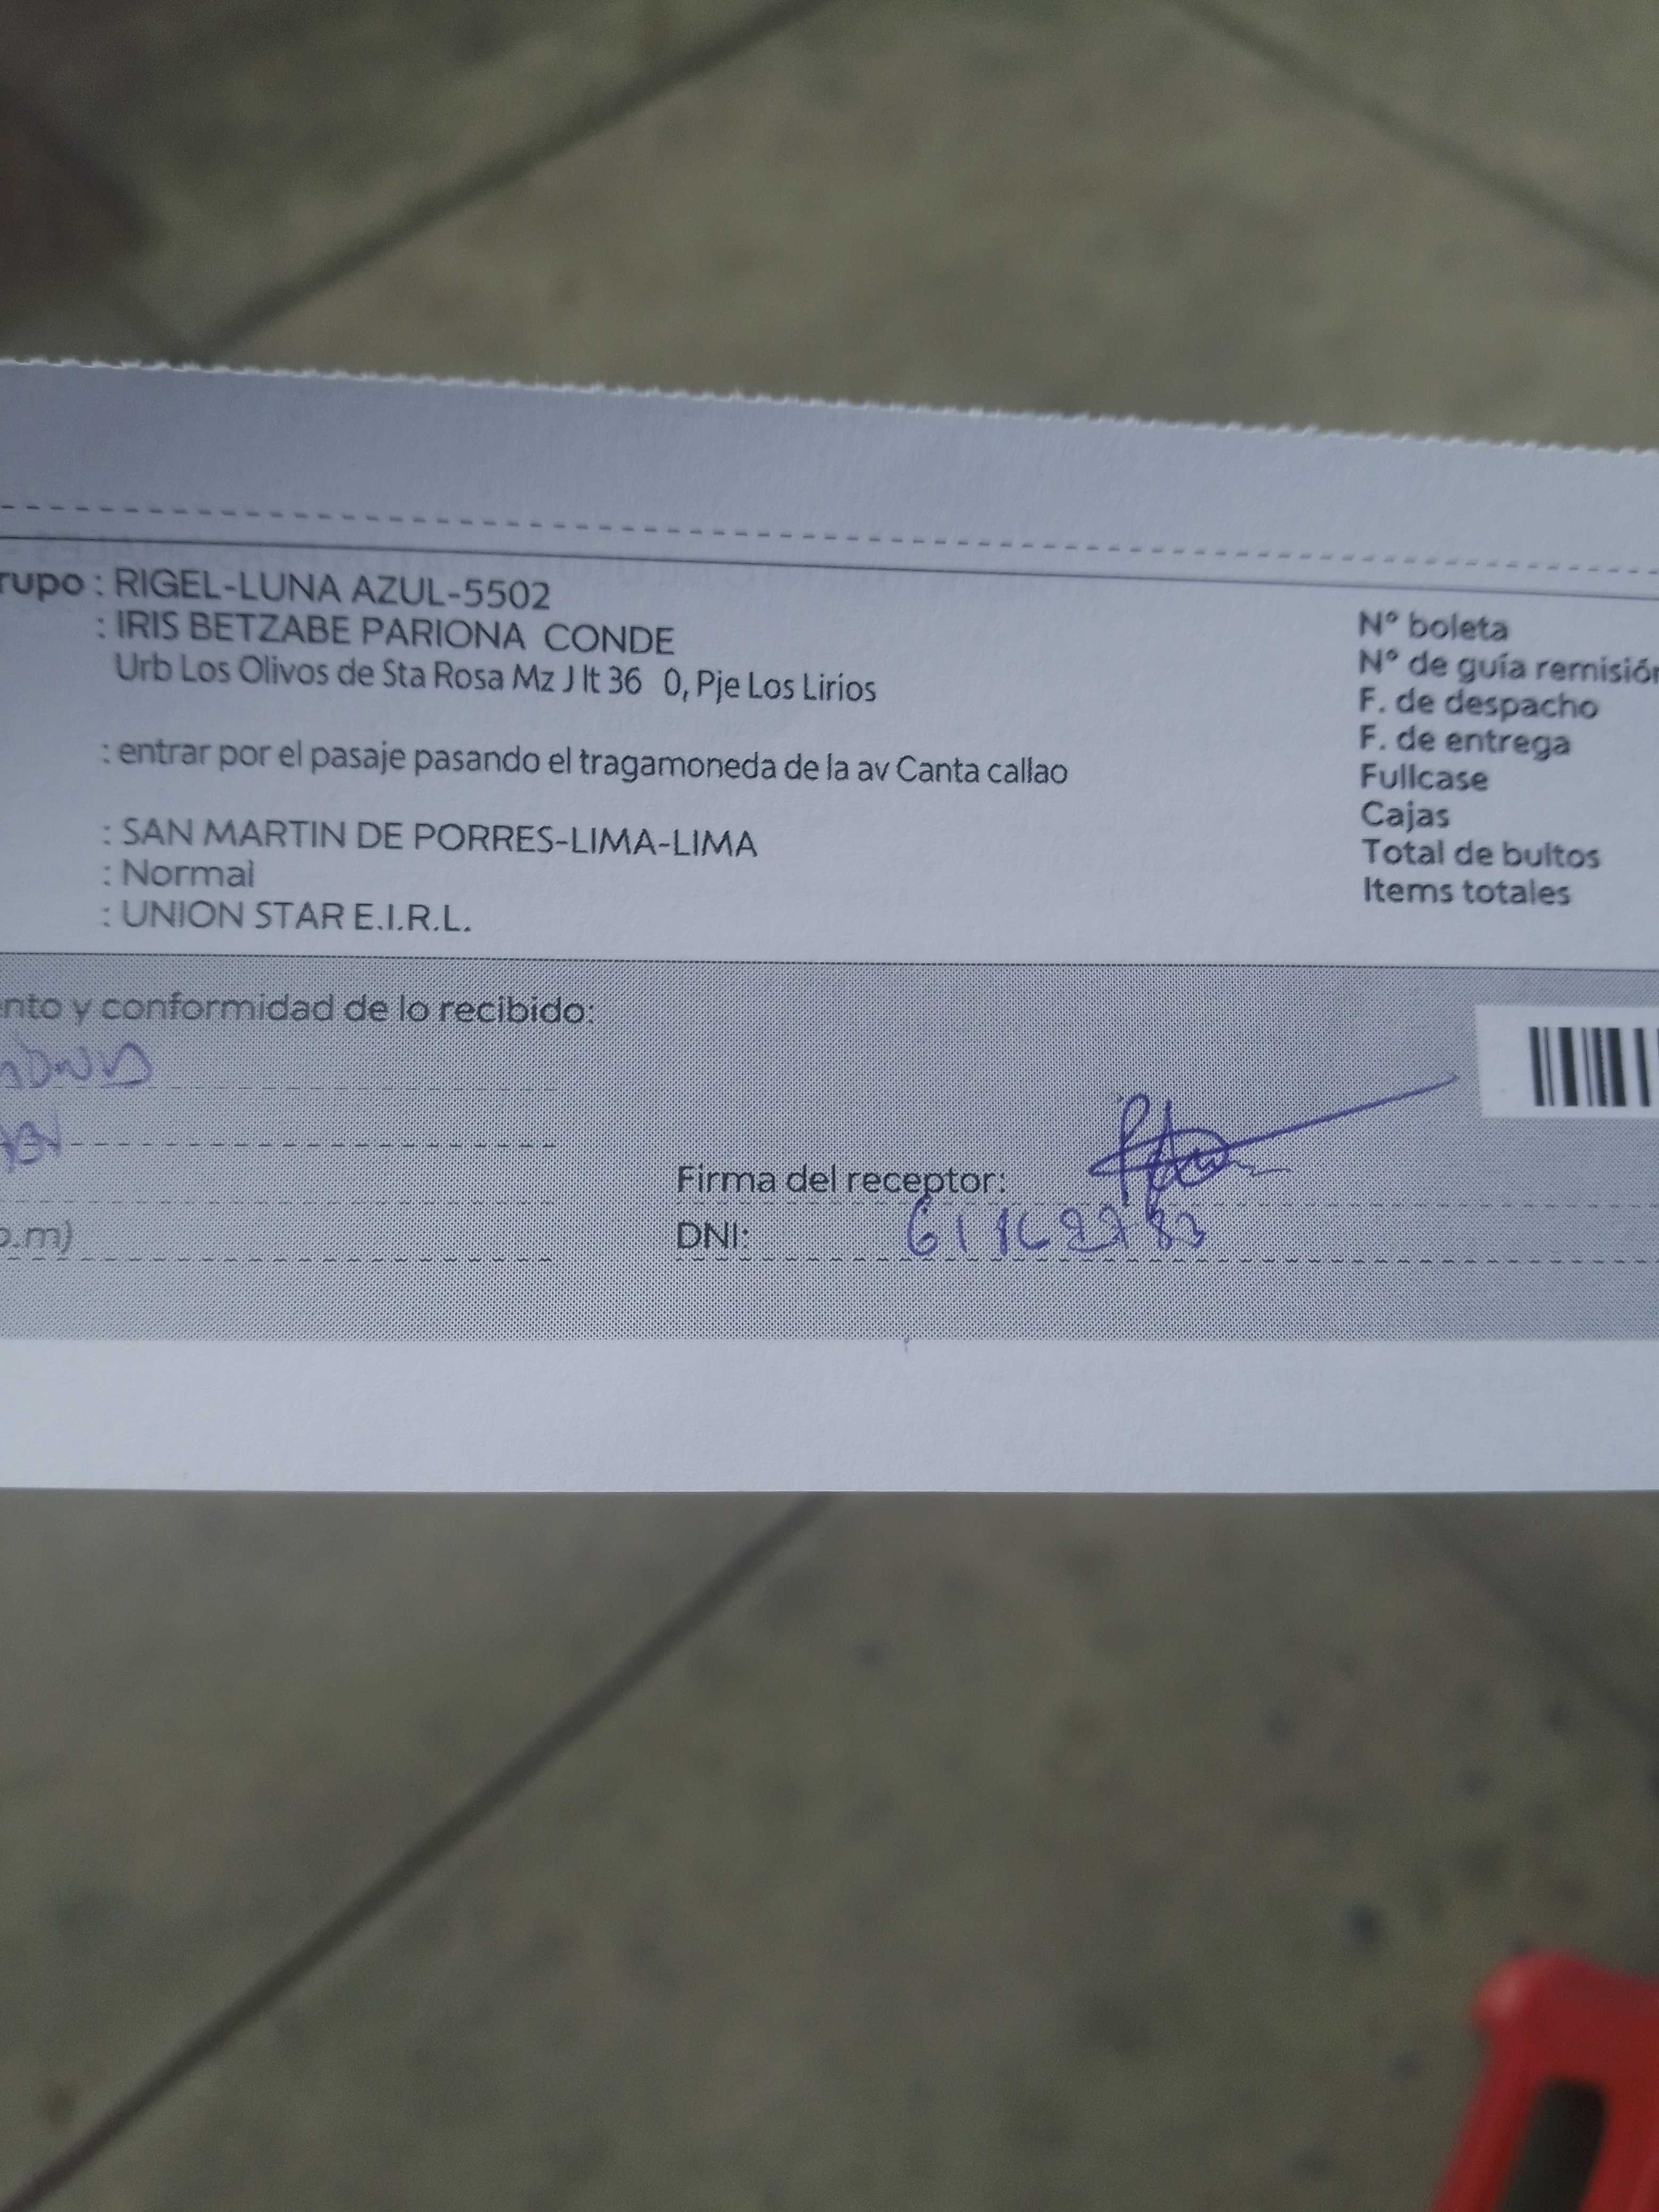 rupo : RIGEL-LUNA AZUL-5502
: IRIS BETZABE PARIONA CONDE
Urb Los Olivos de Sta Rosa Mz J lt 36 0, Pje Los Lirios
: entrar por el pasaje pasando el tragamoneda de la av Canta callao
: SAN MARTIN DE PORRES-LIMA-LIMA
: Normal
: UNION STAR E.I.R.L.
N° boleta
N° de guía remisión
F. de despacho
F. de entrega
Fullcase
Cajas
Total de bultos
Items totales
nto y conformidad de lo recibido:
Firma del receptor:
p.m)
DNI: